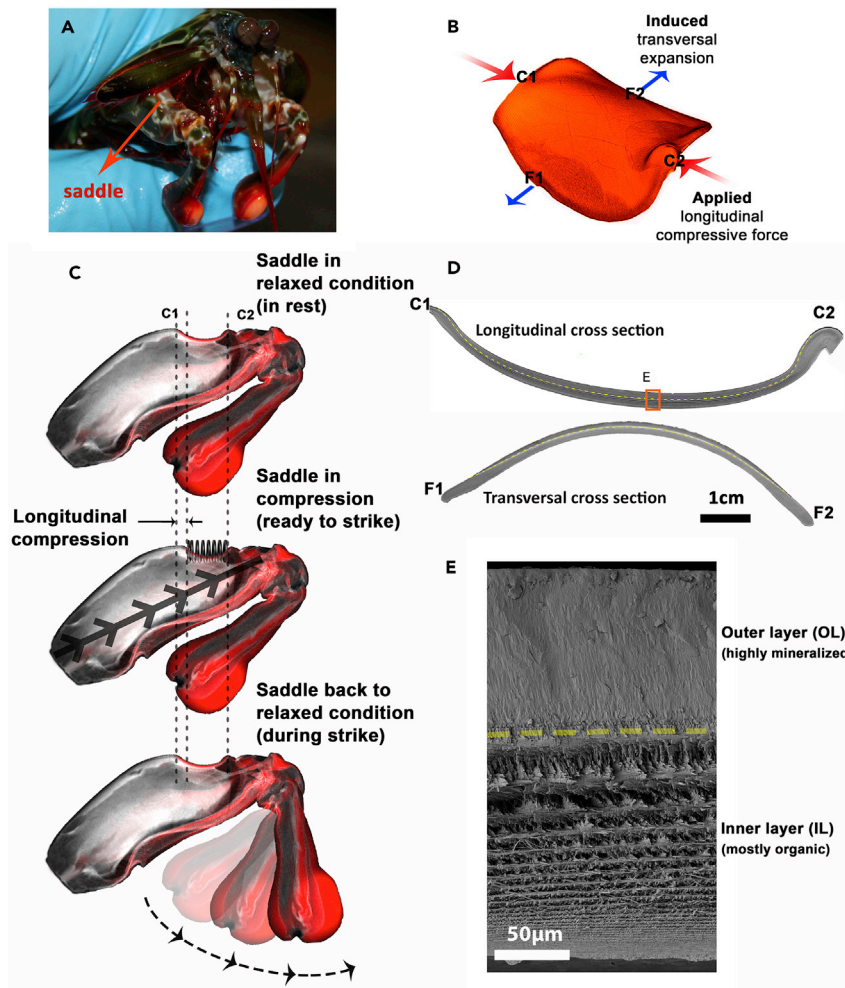 A
saddle
B
Induced
transversal
expansion
C1
F2
C2
F1
Applied
longitudinal
compressive force
C
Saddle in
relaxed condition
(in rest)
C1
C2
Saddle in
compression
(ready to strike)
Longitudinal
compression
Saddle back to
relaxed condition
(during strike)
D
C1
C2
Longitudinal cross section
E
F1
Transversal cross section
F2
1cm
E
Outer layer (OL)
(highly mineralized
Inner layer (IL)
(mostly organic)
50μm